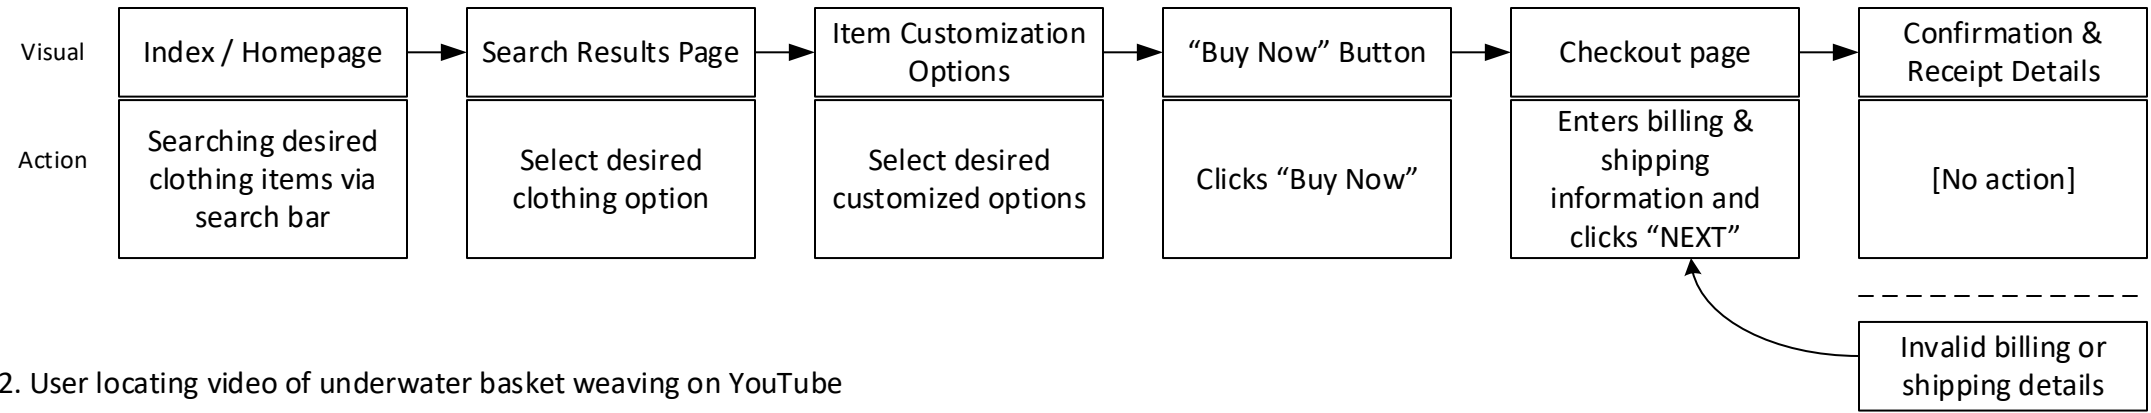 Visual
Index / Homepage
Search Results Page
Item Customization
Options
“Buy Now” Button
Checkout page
Confirmation &
Receipt Details
Action
Searching desired
clothing items via
search bar
Select desired
clothing option
Select desired
customized options
Clicks “Buy Now”
Enters billing &
shipping
information and
clicks “NEXT”
[No action]
Invalid billing or
shipping details
2. User locating video of underwater basket weaving on YouTube